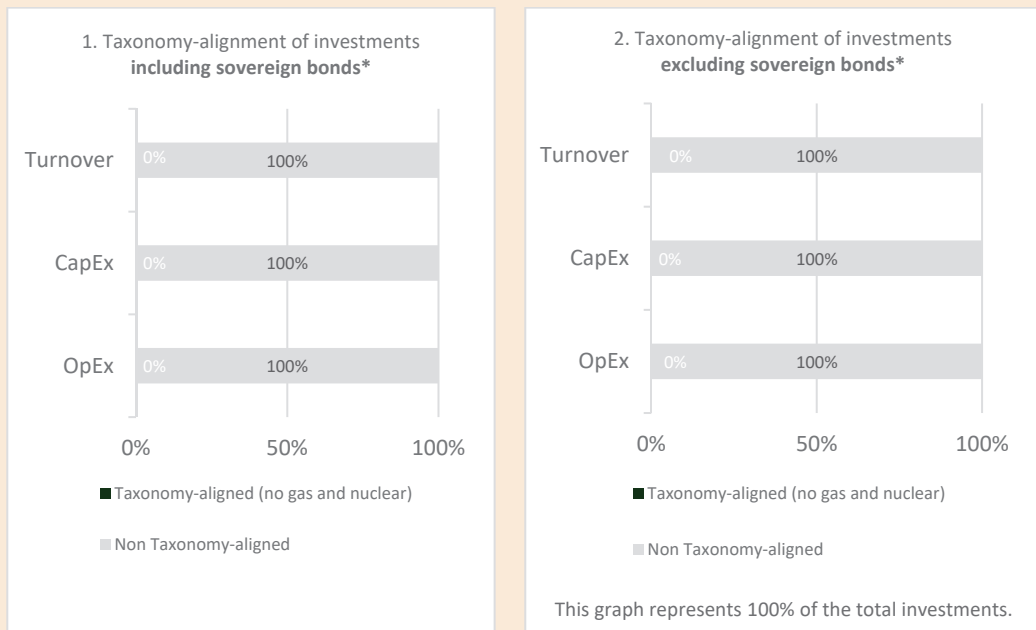 1. Taxonomy-alignment of investments
including sovereign bonds*
Turnover
0%
100%
CapEx
0%
100%
OpEx
0%
100%
0%
50%
100%
Taxonomy-aligned (no gas and nuclear)
Non Taxonomy-aligned
2. Taxonomy-alignment of investments
excluding sovereign bonds*
Turnover
0%
100%
CapEx
0%
100%
OpEx
0%
100%
0%
50%
100%
Taxonomy-aligned (no gas and nuclear)
Non Taxonomy-aligned
This graph represents 100% of the total investments.